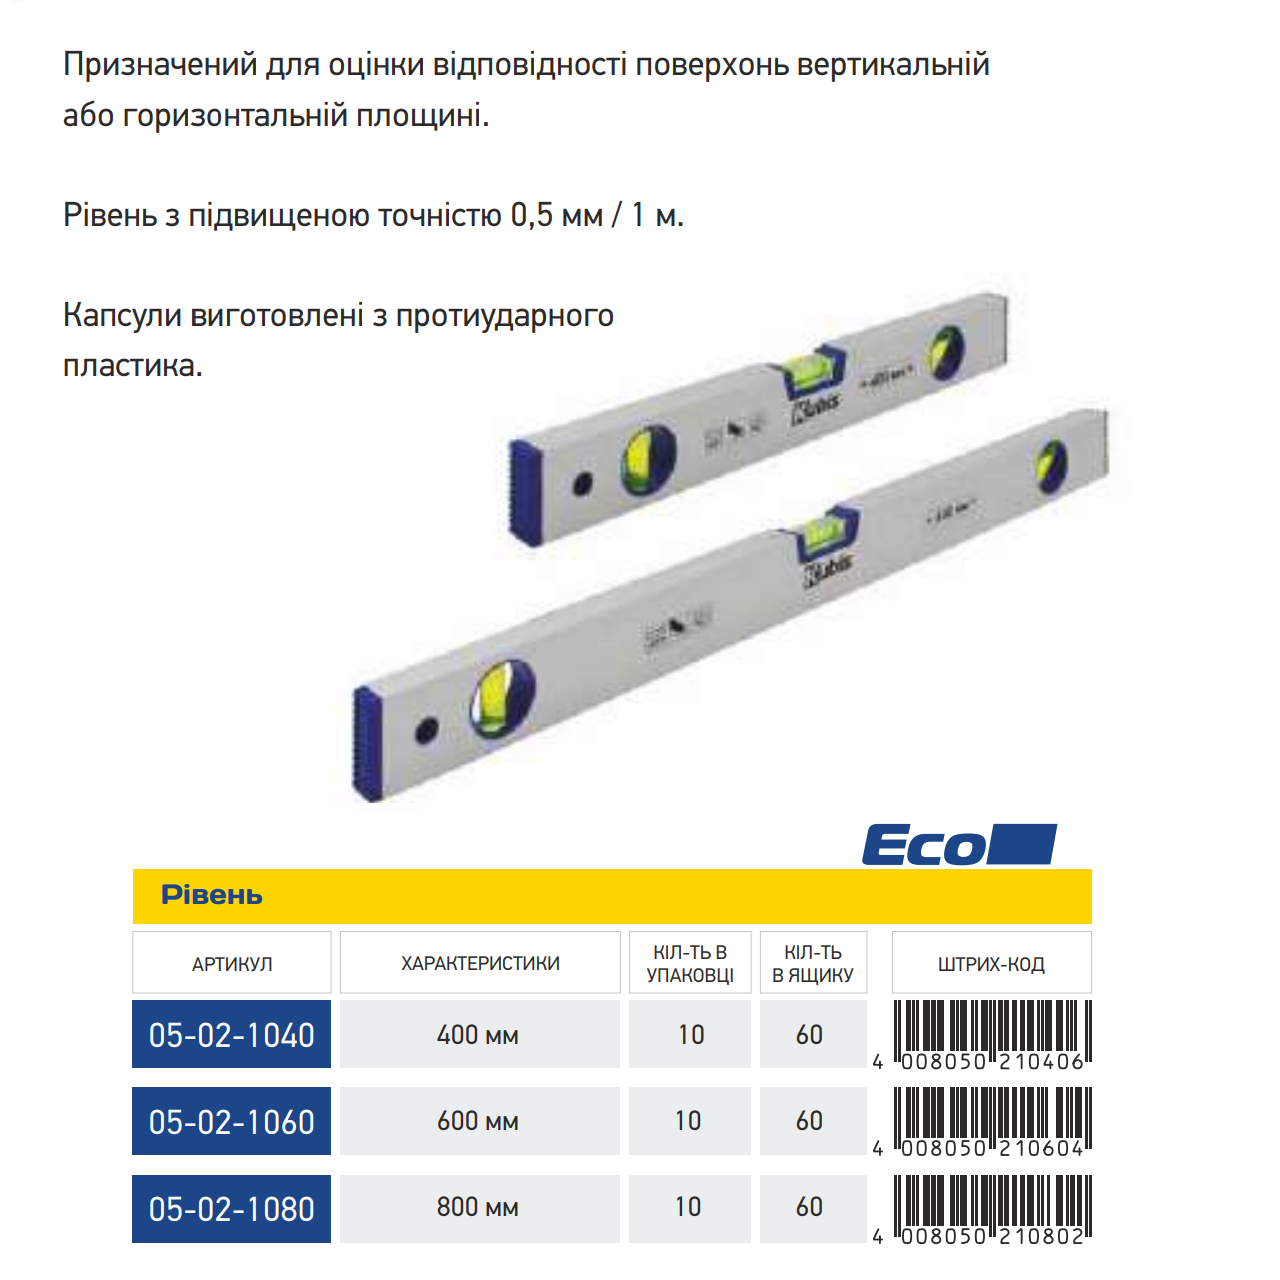 Призначений для оцінки відповідності поверхонь вертикальній
або горизонтальній площині.
Рівень з підвищеною точністю 0,5 мм / 1 м.
Капсули виготовлені з протиударного
пластика.
Kubis
Kubis
Eco
Рівень
АРТИКУЛ ХАРАКТЕРИСТИКИ КІЛ-ТЬ В УПАКОВЦІ КІЛ-ТЬ В ЯЩИКУ ШТРИХ-КОД
05-02-1040 400 мм 10 60 4 008050 210406
05-02-1060 600 мм 10 60 4 008050 210604
05-02-1080 800 мм 10 60 4 008050 210802